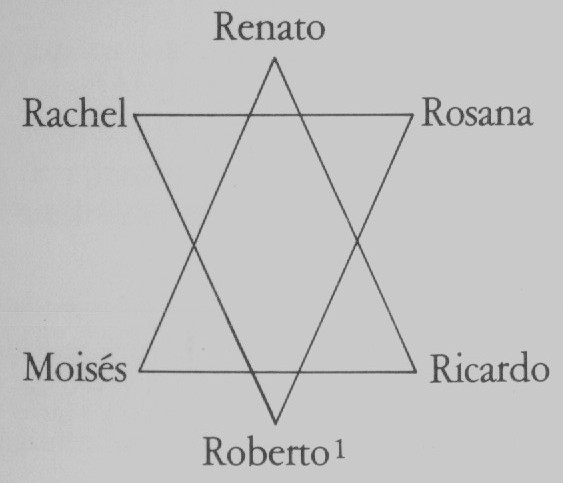 Renato
Rachel
Rosana
Moisés
Ricardo
Roberto1